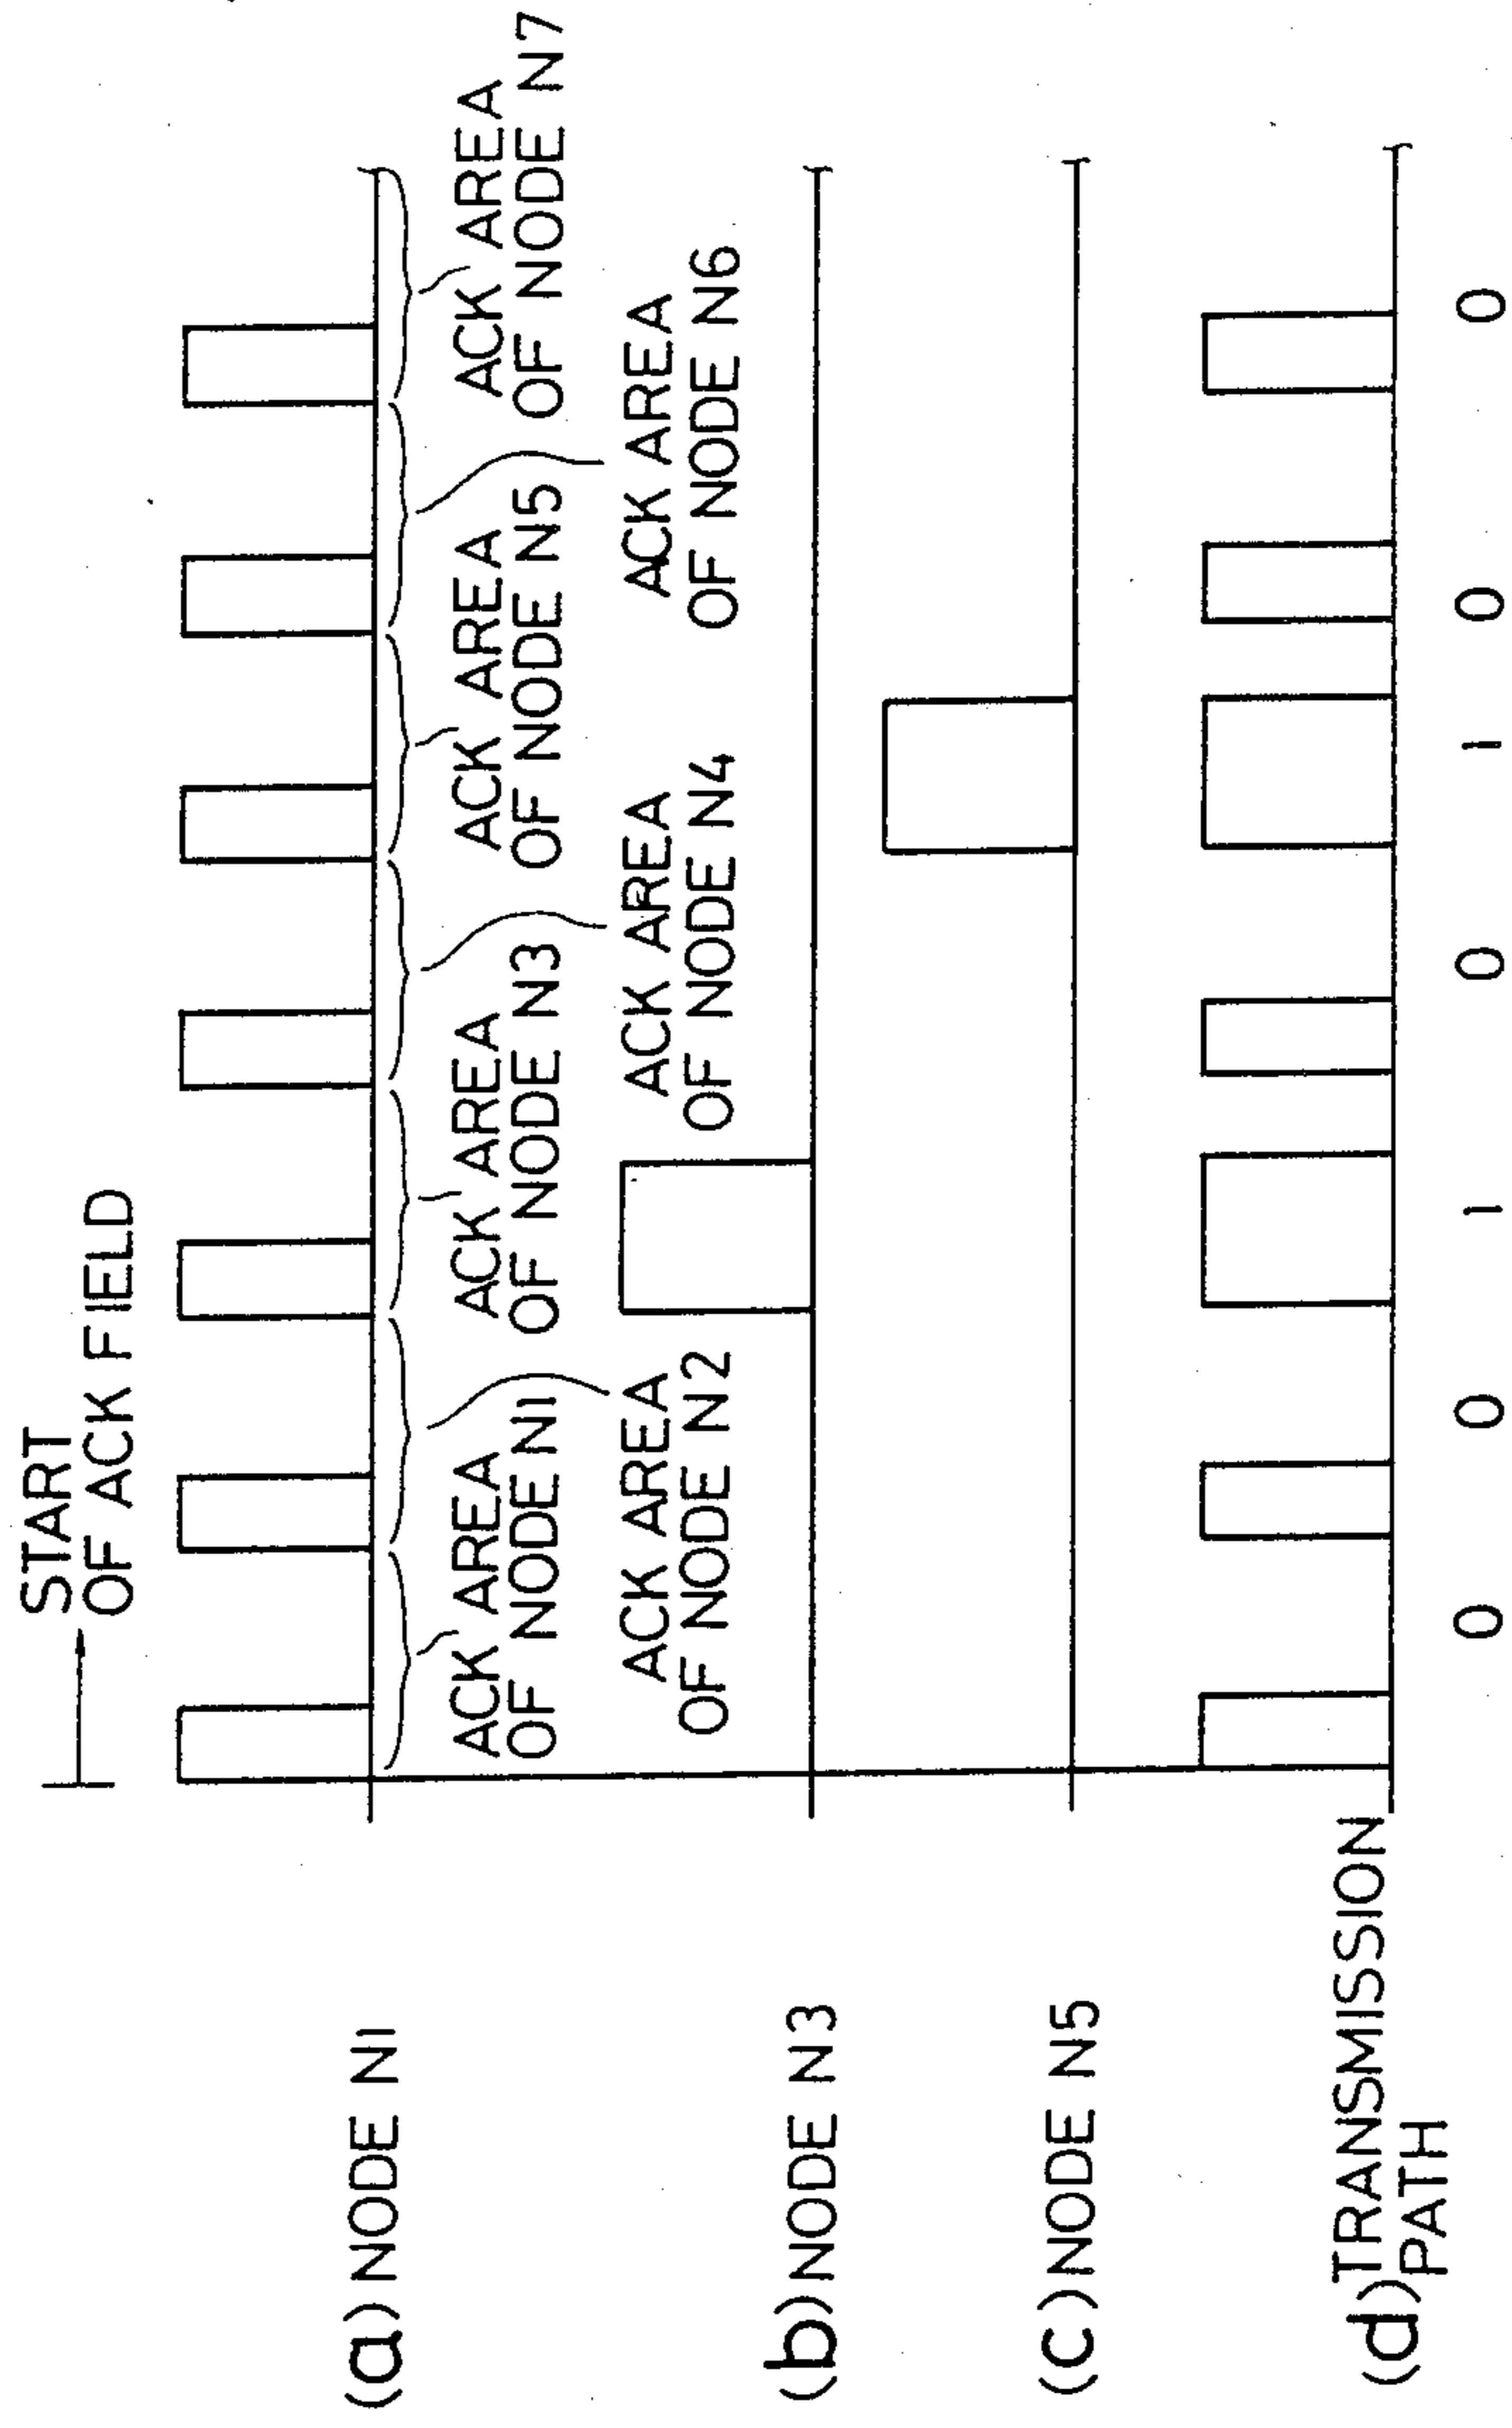 START
OF ACK FIELD
(a) NODE N1
ACK AREA
OF NODE N1
ACK AREA
OF NODE N2
ACK AREA
OF NODE N3
ACK AREA
OF NODE N4
ACK AREA
OF NODE N5
ACK AREA
OF NODE N6
ACK AREA
OF NODE N7
(b) NODE N3
(c) NODE N5
(d) TRANSMISSION
PATH
0 0 1 0 1 0 0